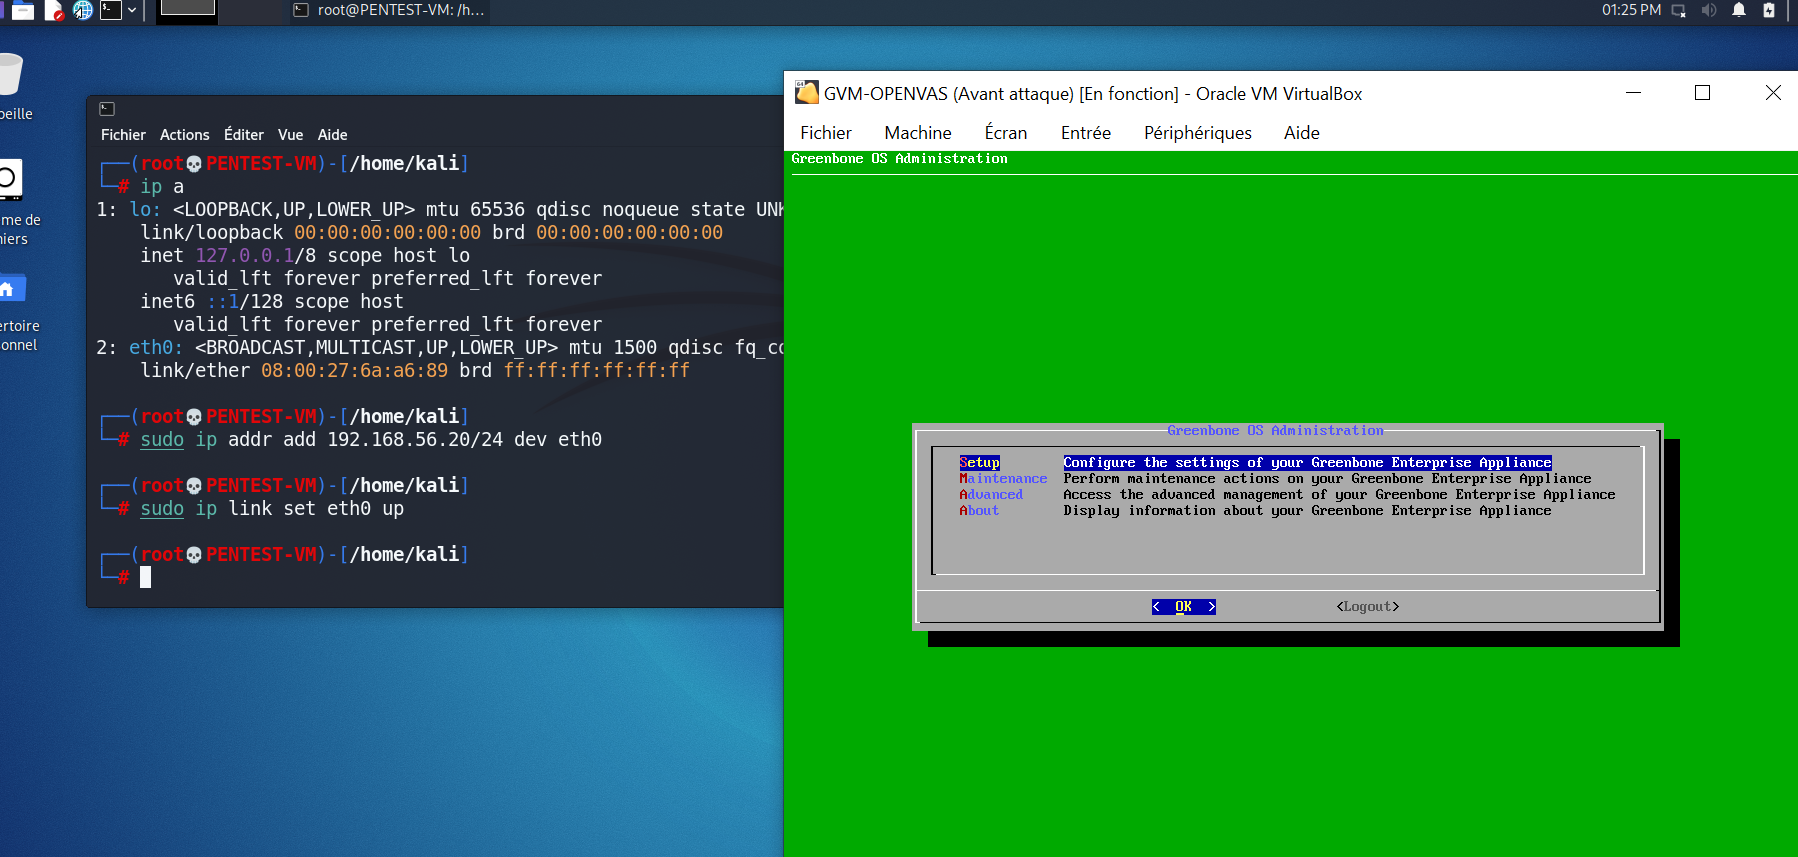 root@PENTEST-VM: /h...
01:25 PM
beille
me de
iers
ertoire
onnel
Fichier Actions Éditer Vue Aide
┌──(root💀PENTEST-VM)-[/home/kali]
└─# ip a
1: lo: <LOOPBACK,UP,LOWER_UP> mtu 65536 qdisc noqueue state UNK
link/loopback 00:00:00:00:00:00 brd 00:00:00:00:00:00
inet 127.0.0.1/8 scope host lo
valid_lft forever preferred_lft forever
inet6 ::1/128 scope host
valid_lft forever preferred_lft forever
2: eth0: <BROADCAST,MULTICAST,UP,LOWER_UP> mtu 1500 qdisc fq_co
link/ether 08:00:27:6a:a6:89 brd ff:ff:ff:ff:ff:ff
┌──(root💀PENTEST-VM)-[/home/kali]
└─# sudo ip addr add 192.168.56.20/24 dev eth0
┌──(root💀PENTEST-VM)-[/home/kali]
└─# sudo ip link set eth0 up
┌──(root💀PENTEST-VM)-[/home/kali]
└─#
GVM-OPENVAS (Avant attaque) [En fonction] - Oracle VM VirtualBox
Fichier Machine Écran Entrée Périphériques Aide
Greenbone OS Administration
Greenbone OS Administration
Setup Configure the settings of your Greenbone Enterprise Appliance
Maintenance Perform maintenance actions on your Greenbone Enterprise Appliance
Advanced Access the advanced management of your Greenbone Enterprise Appliance
About Display information about your Greenbone Enterprise Appliance
< OK > <Logout>